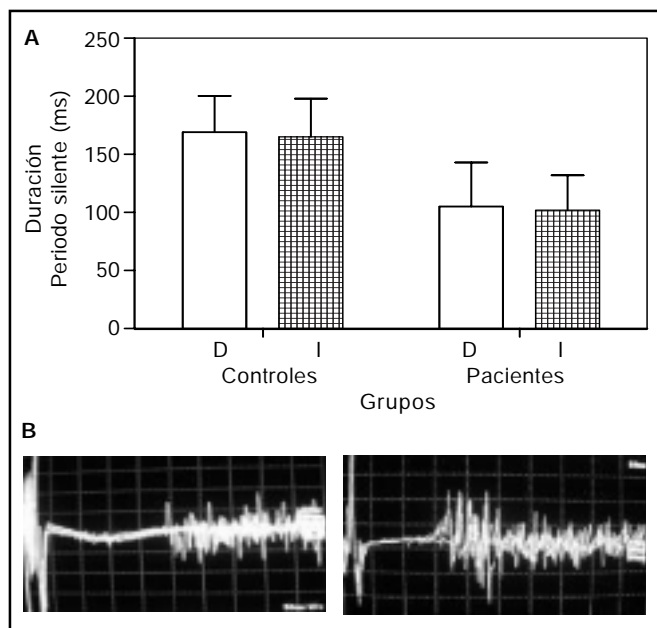 A
250
200
150
100
50
0
Duración
Periodo silente (ms)
D I D I
Controles Pacientes
Grupos
B